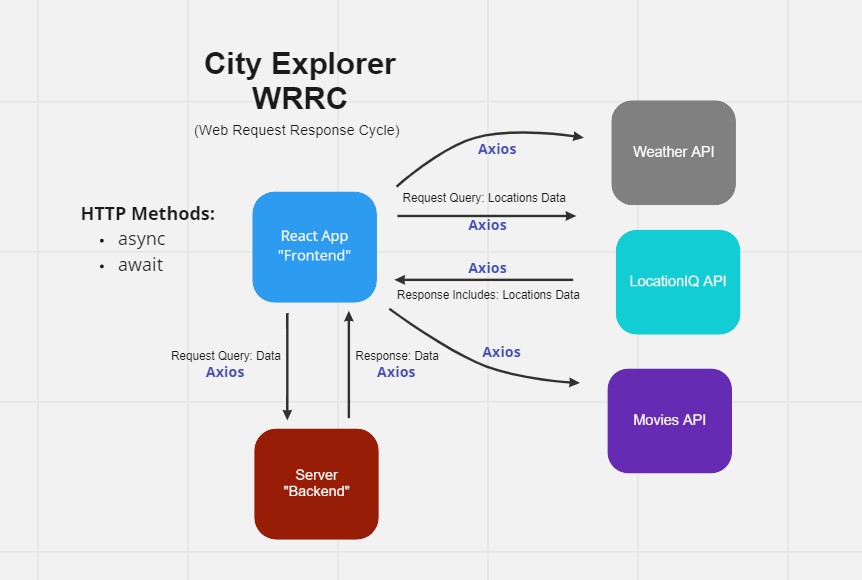 City Explorer
WRRC
(Web Request Response Cycle)
Axios
Weather API
Request Query: Locations Data
Axios
HTTP Methods:
• async
• await
React App
"Frontend"
Axios
Response Includes: Locations Data
LocationIQ API
Request Query: Data
Axios
Response: Data
Axios
Axios
Movies API
Server
"Backend"